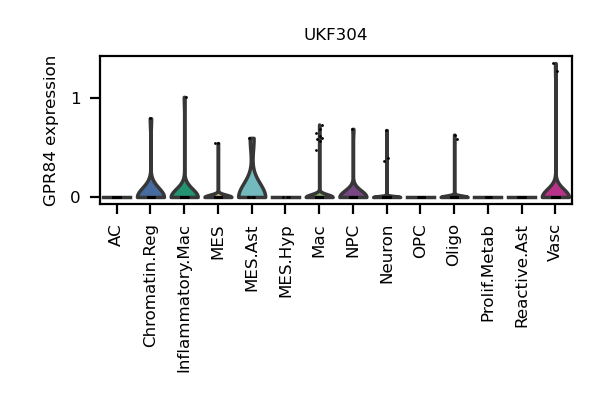 UKF304
GPR84 expression
1
0
AC
Chromatin.Reg
Inflammatory.Mac
MES
MES.Ast
MES.Hyp
Mac
NPC
Neuron
OPC
Oligo
Prolif.Metab
Reactive.Ast
Vasc